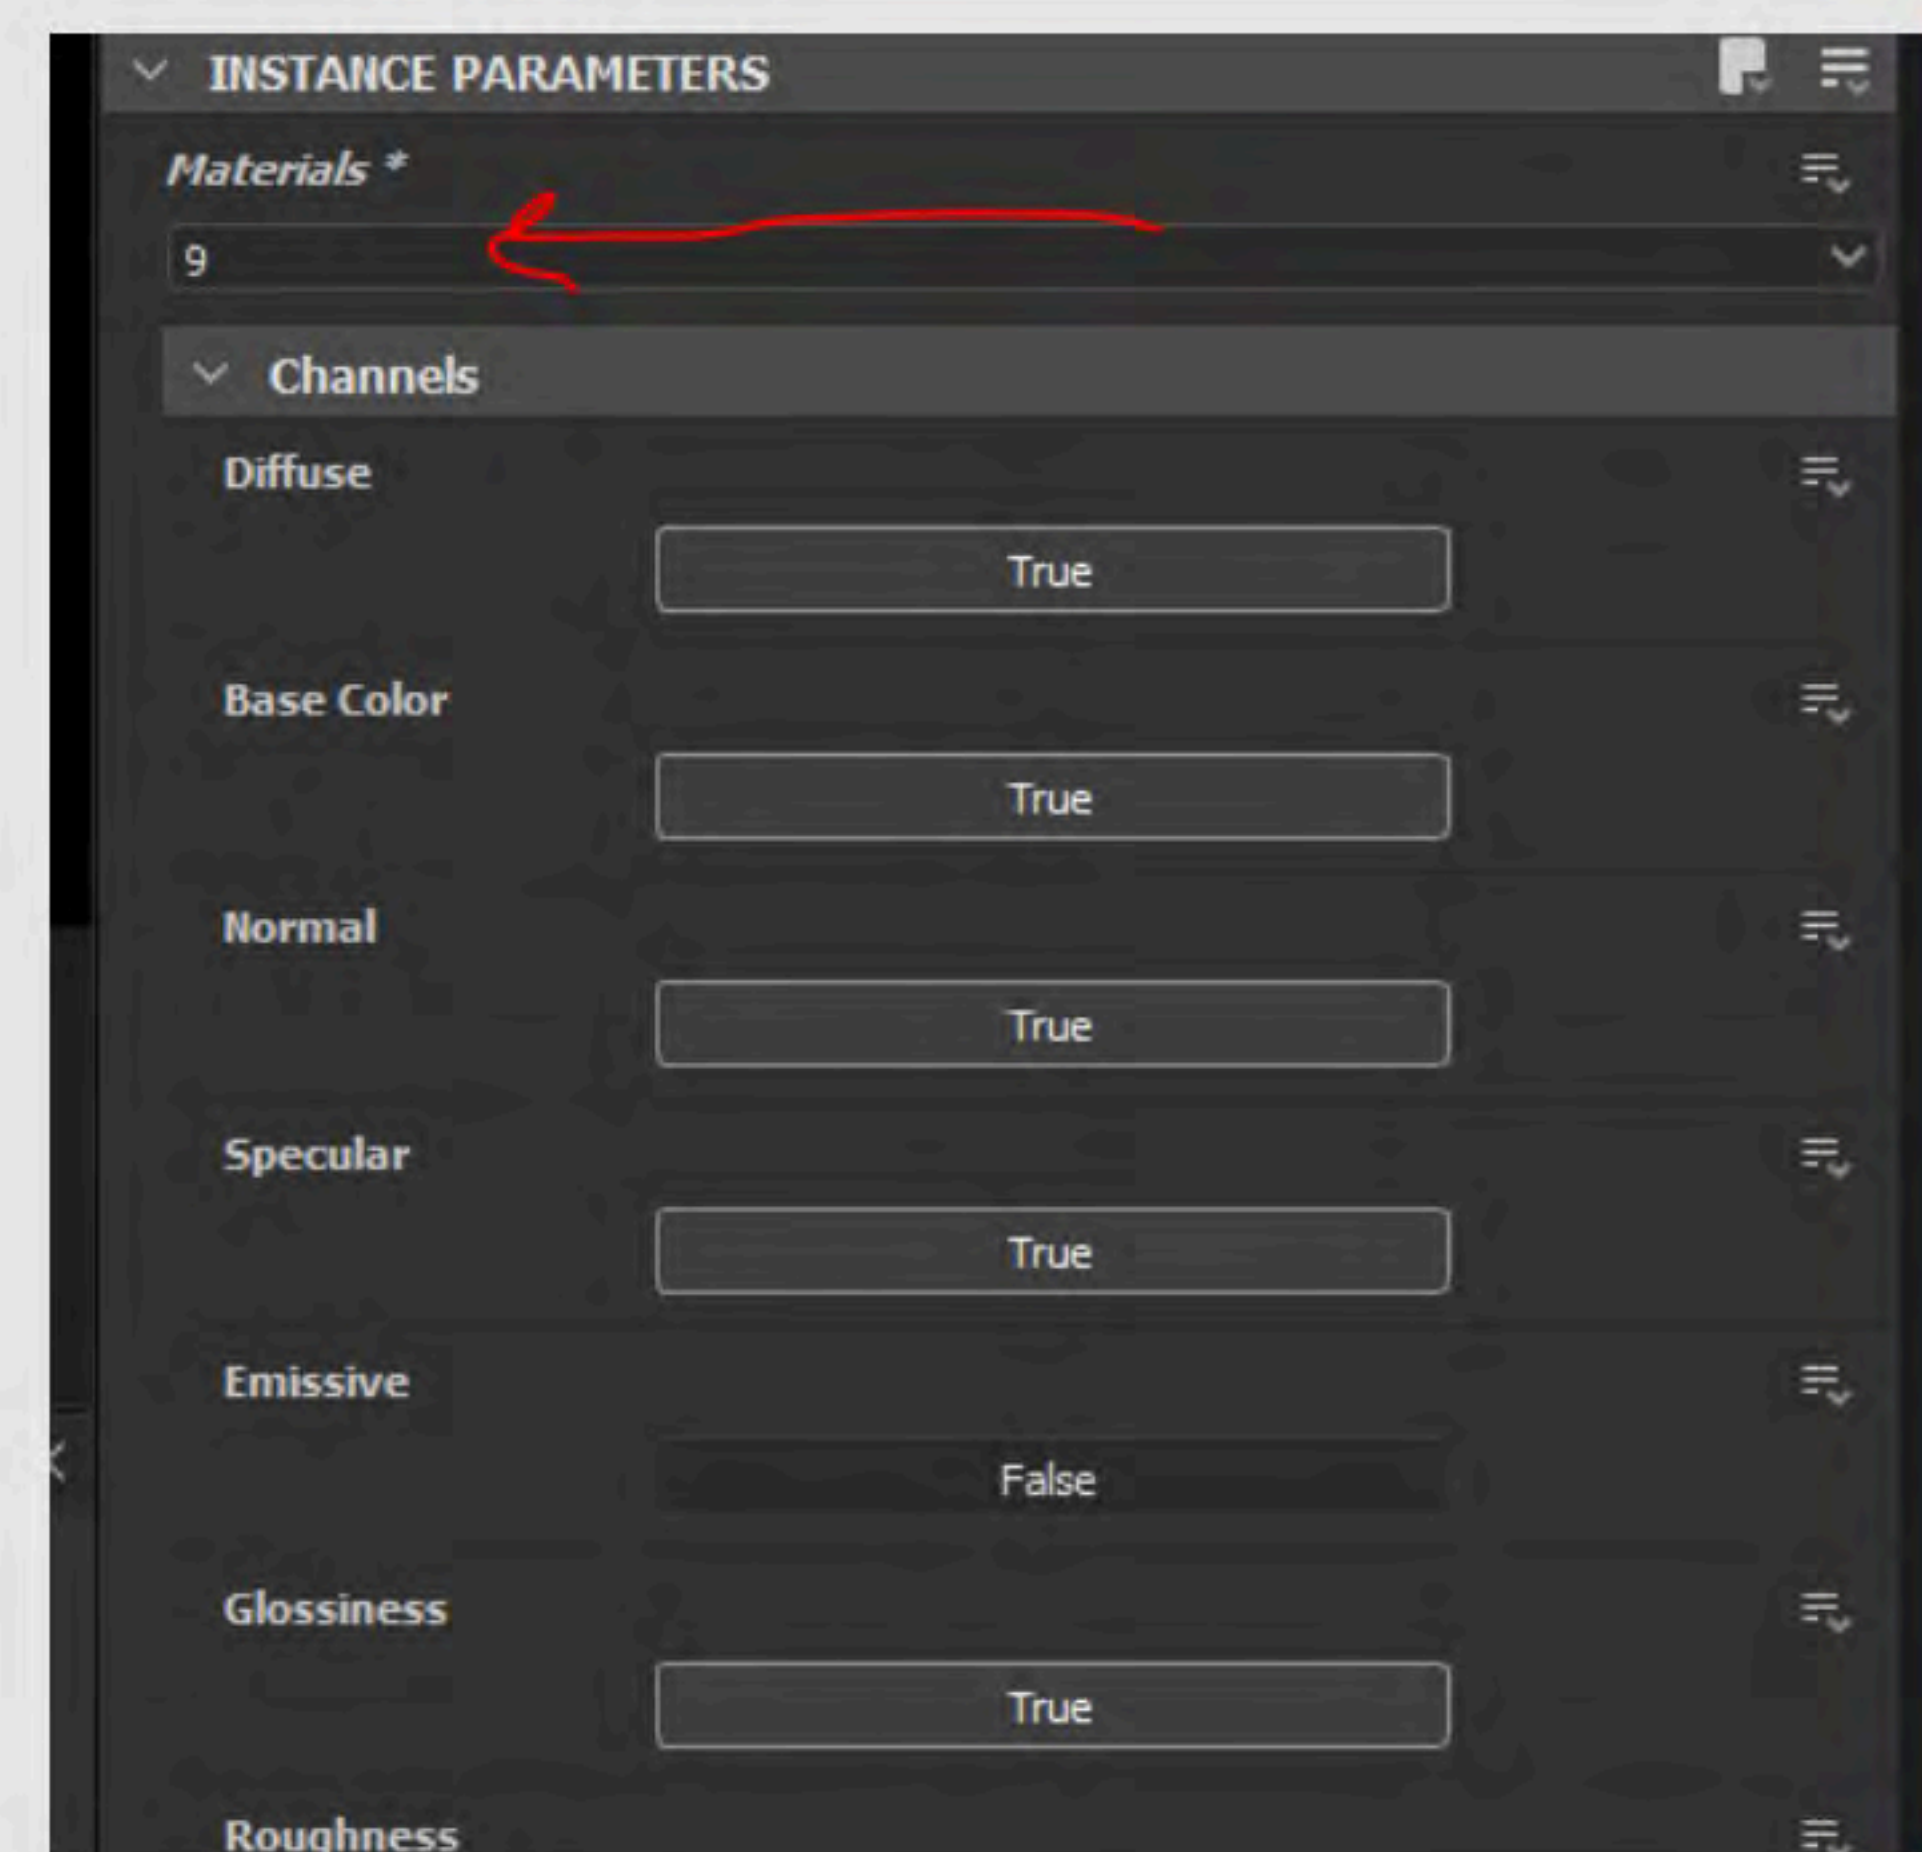 INSTANCE PARAMETERS
Materials *
9
Channels
Diffuse
True
Base Color
True
Normal
True
Specular
True
Emissive
False
Glossiness
True
Roughness